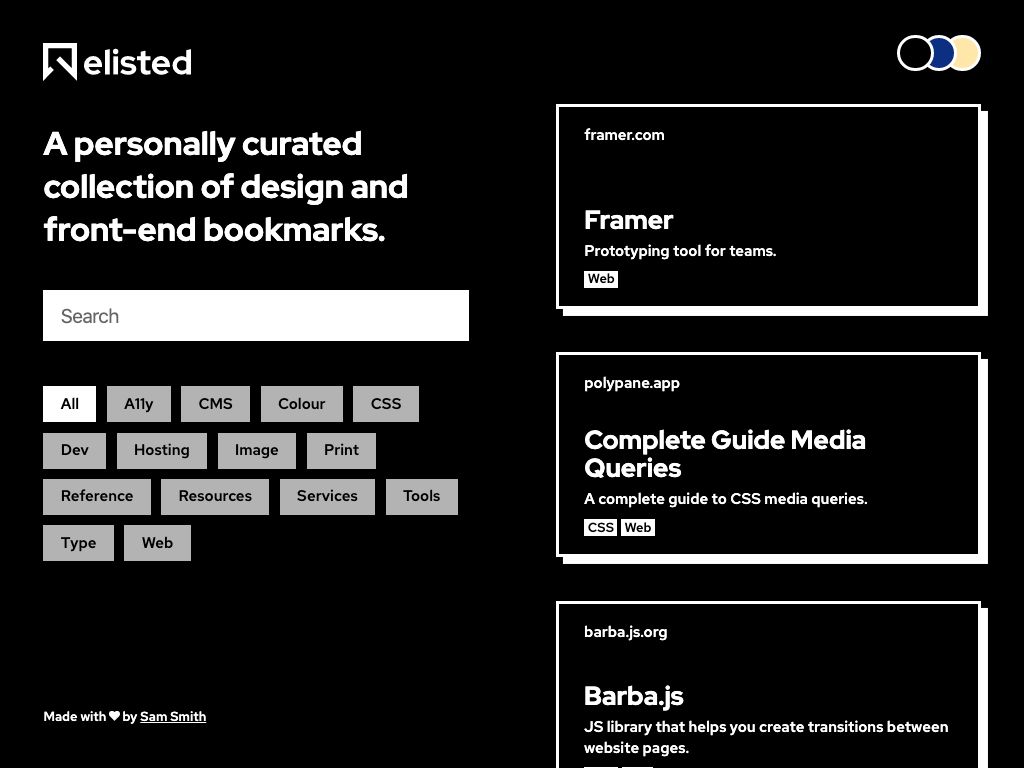 elisted
A personally curated
collection of design and
front-end bookmarks.
Search
All
A11y
CMS
Colour
CSS
Dev
Hosting
Image
Print
Reference
Resources
Services
Tools
Type
Web
Made with ♥ by Sam Smith
framer.com
Framer
Prototyping tool for teams.
Web
polypane.app
Complete Guide Media
Queries
A complete guide to CSS media queries.
CSS Web
barba.js.org
Barba.js
JS library that helps you create transitions between
website pages.